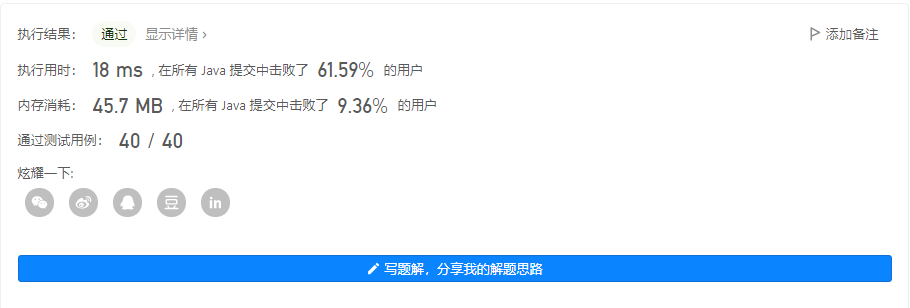 执行结果： 通过 显示详情 › 添加备注
执行用时： 18 ms , 在所有 Java 提交中击败了 61.59% 的用户
内存消耗： 45.7 MB , 在所有 Java 提交中击败了 9.36% 的用户
通过测试用例： 40 / 40
炫耀一下:
豆 in
写题解，分享我的解题思路